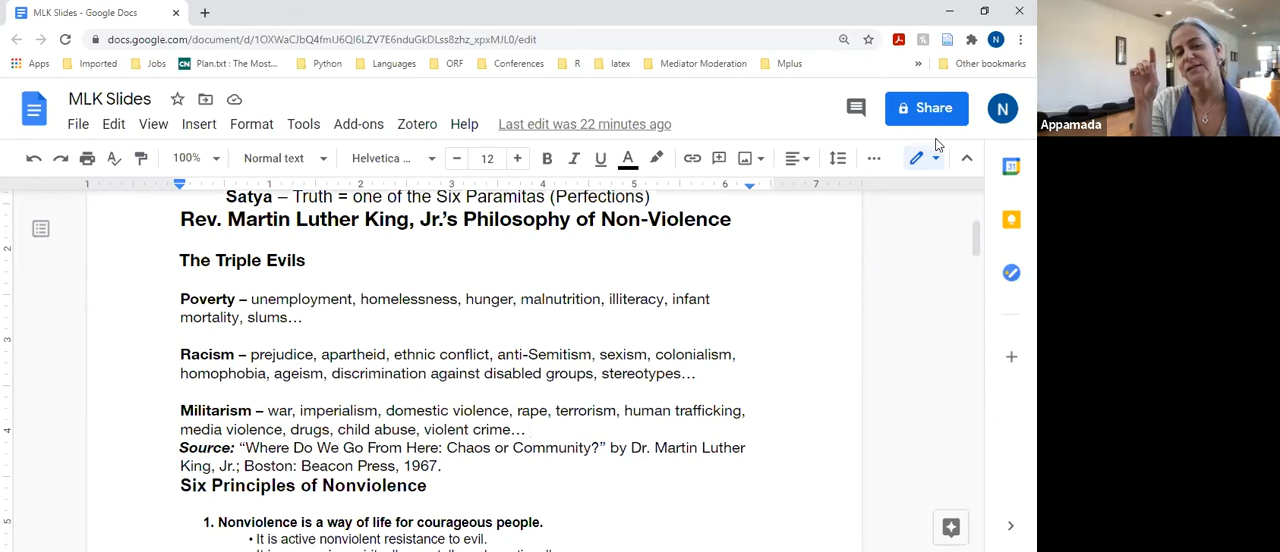 MLK Slides - Google Docs
docs.google.com/document/d/1OXWaCJbQ4fmU6QI6LZV7E6nduGkDLss8zhz_xpxMJL0/edit
Apps Imported Jobs Plan.txt : The Most... Python Languages ORF Conferences R latex Mediator Moderation Mplus » Other bookmarks
MLK Slides
Share
N
File Edit View Insert Format Tools Add-ons Zotero Help Last edit was 22 minutes ago
Appamada
100% Normal text Helvetica ... 12 B I U A
1 1 2 3 4 5 6 7
Satya – Truth = one of the Six Paramitas (Perfections)
Rev. Martin Luther King, Jr.'s Philosophy of Non-Violence
The Triple Evils
Poverty – unemployment, homelessness, hunger, malnutrition, illiteracy, infant
mortality, slums…
Racism – prejudice, apartheid, ethnic conflict, anti-Semitism, sexism, colonialism,
homophobia, ageism, discrimination against disabled groups, stereotypes…
Militarism – war, imperialism, domestic violence, rape, terrorism, human trafficking,
media violence, drugs, child abuse, violent crime…
Source: “Where Do We Go From Here: Chaos or Community?” by Dr. Martin Luther
King, Jr.; Boston: Beacon Press, 1967.
Six Principles of Nonviolence
1. Nonviolence is a way of life for courageous people.
• It is active nonviolent resistance to evil.